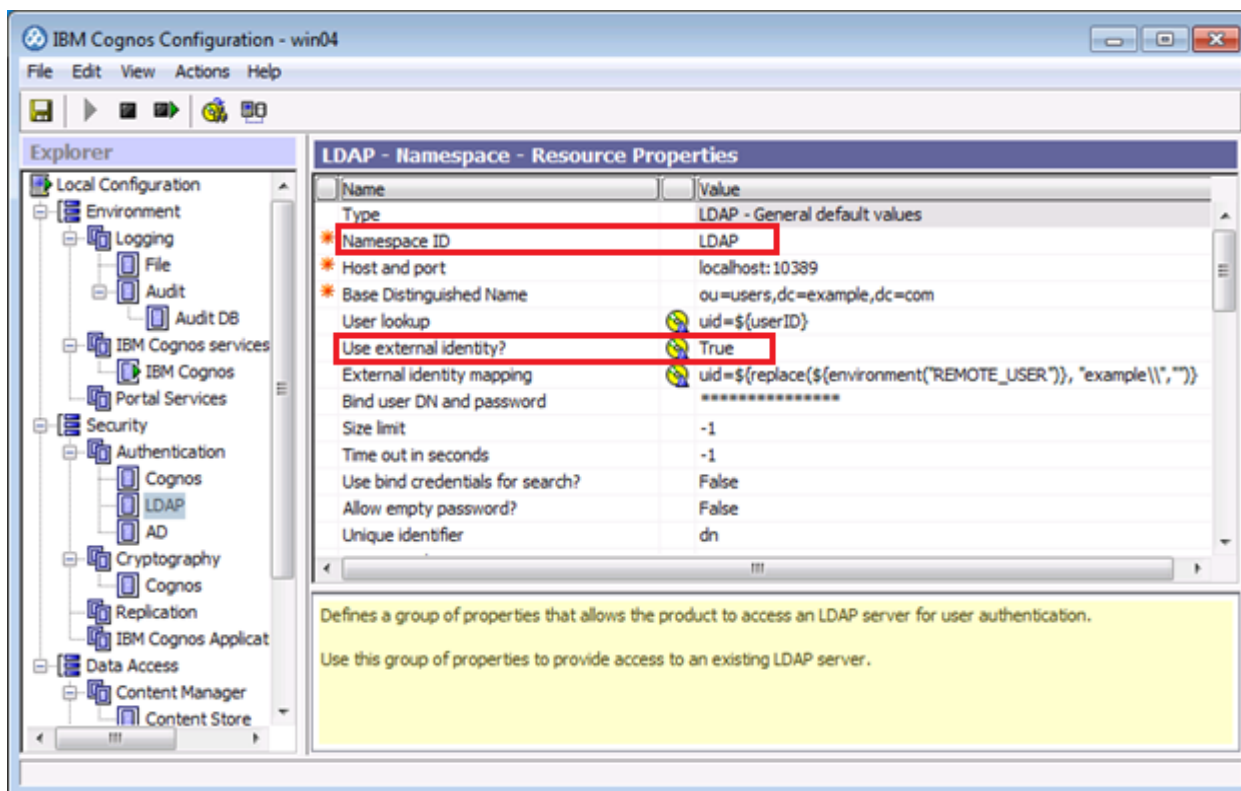 IBM Cognos Configuration - win04
File Edit View Actions Help
Explorer
Local Configuration
Environment
Logging
File
Audit
Audit DB
IBM Cognos services
IBM Cognos
Portal Services
Security
Authentication
Cognos
LDAP
AD
Cryptography
Cognos
Replication
IBM Cognos Applicat
Data Access
Content Manager
Content Store
LDAP - Namespace - Resource Properties
Name Value
Type LDAP - General default values
* Namespace ID LDAP
* Host and port localhost:10389
* Base Distinguished Name ou=users,dc=example,dc=com
User lookup uid=${userID}
Use external identity? True
External identity mapping uid=${replace(${environment("REMOTE_USER")}, "example\\","")}
Bind user DN and password ***************
Size limit -1
Time out in seconds -1
Use bind credentials for search? False
Allow empty password? False
Unique identifier dn
Defines a group of properties that allows the product to access an LDAP server for user authentication.
Use this group of properties to provide access to an existing LDAP server.